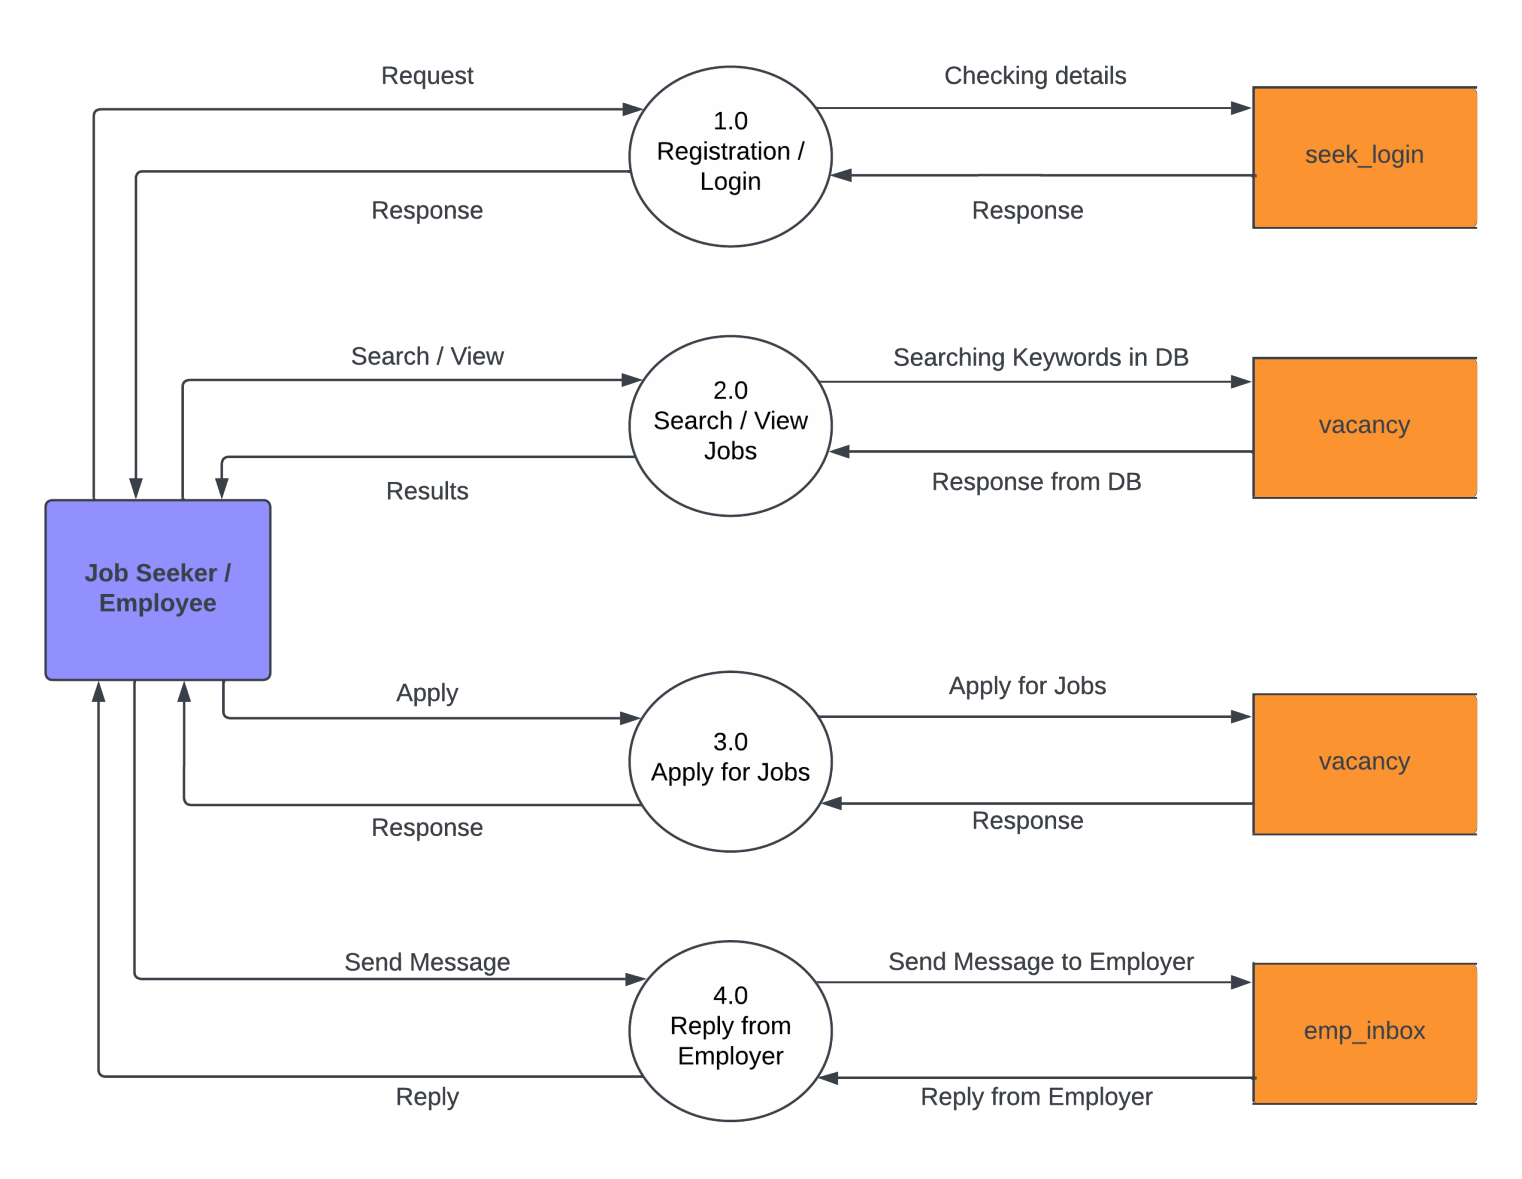 Request
Checking details
1.0
Registration /
Login
seek_login
Response
Response
Search / View
Searching Keywords in DB
2.0
Search / View
Jobs
vacancy
Results
Response from DB
Job Seeker /
Employee
Apply
Apply for Jobs
3.0
Apply for Jobs
vacancy
Response
Response
Send Message
Send Message to Employer
4.0
Reply from
Employer
emp_inbox
Reply
Reply from Employer